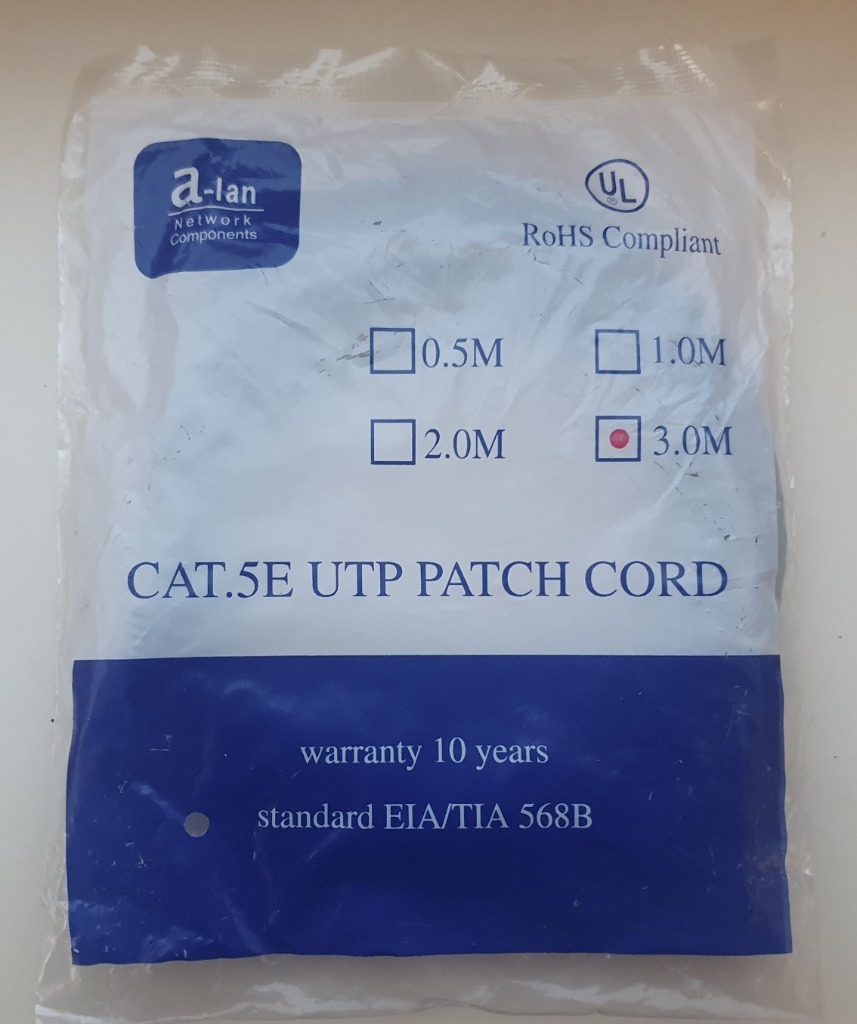 a-lan
Network
Components
UL
®
RoHS Compliant
0.5M 1.0M
2.0M 3.0M
CAT.5E UTP PATCH CORD
warranty 10 years
standard EIA/TIA 568B